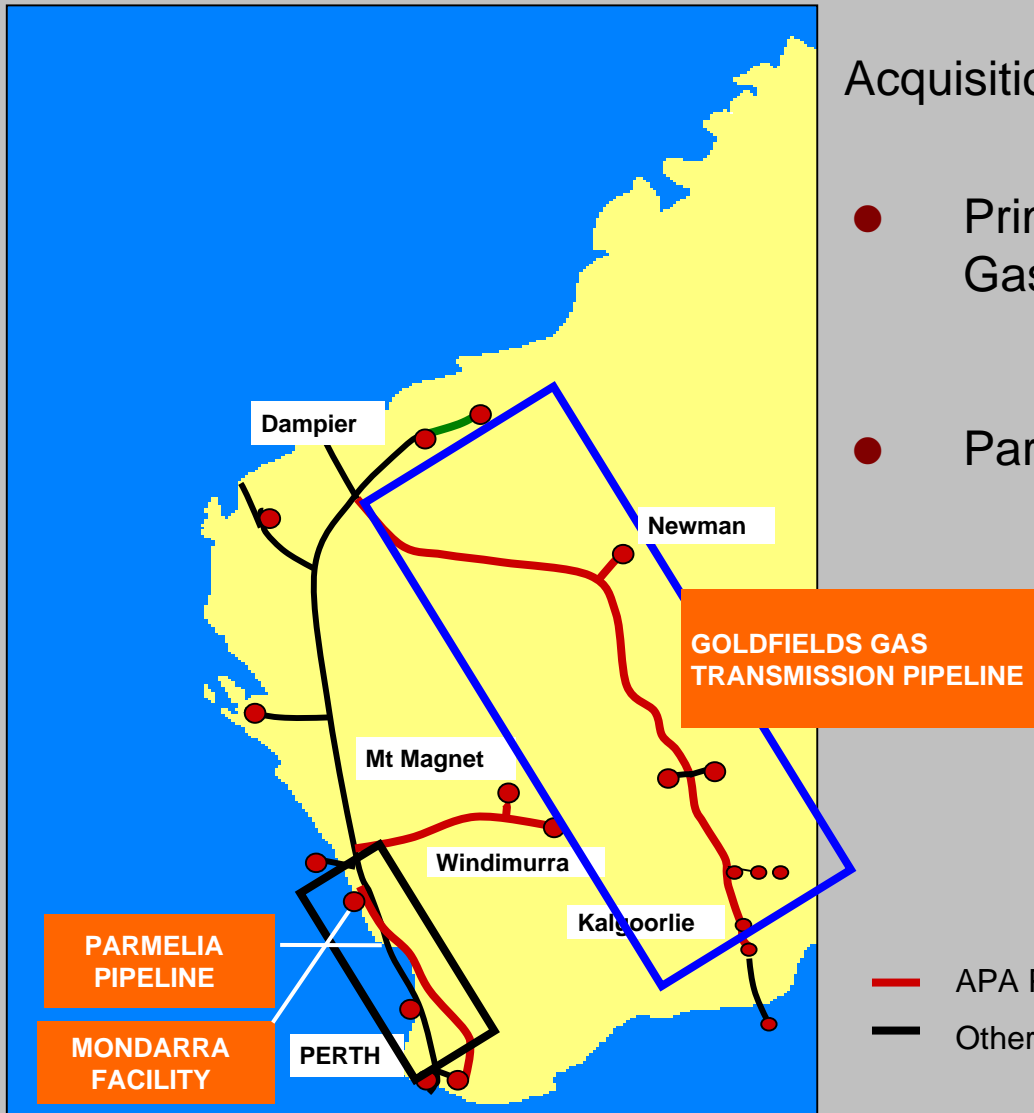 Acquisitio
Prin
Gas
Dampier
Par
Newman
GOLDFIELDS GAS
TRANSMISSION PIPELINE
Mt Magnet
Windimurra
Kalgoorlie
PARMELIA
PIPELINE
APA
Other
MONDARRA
FACILITY
PERTH